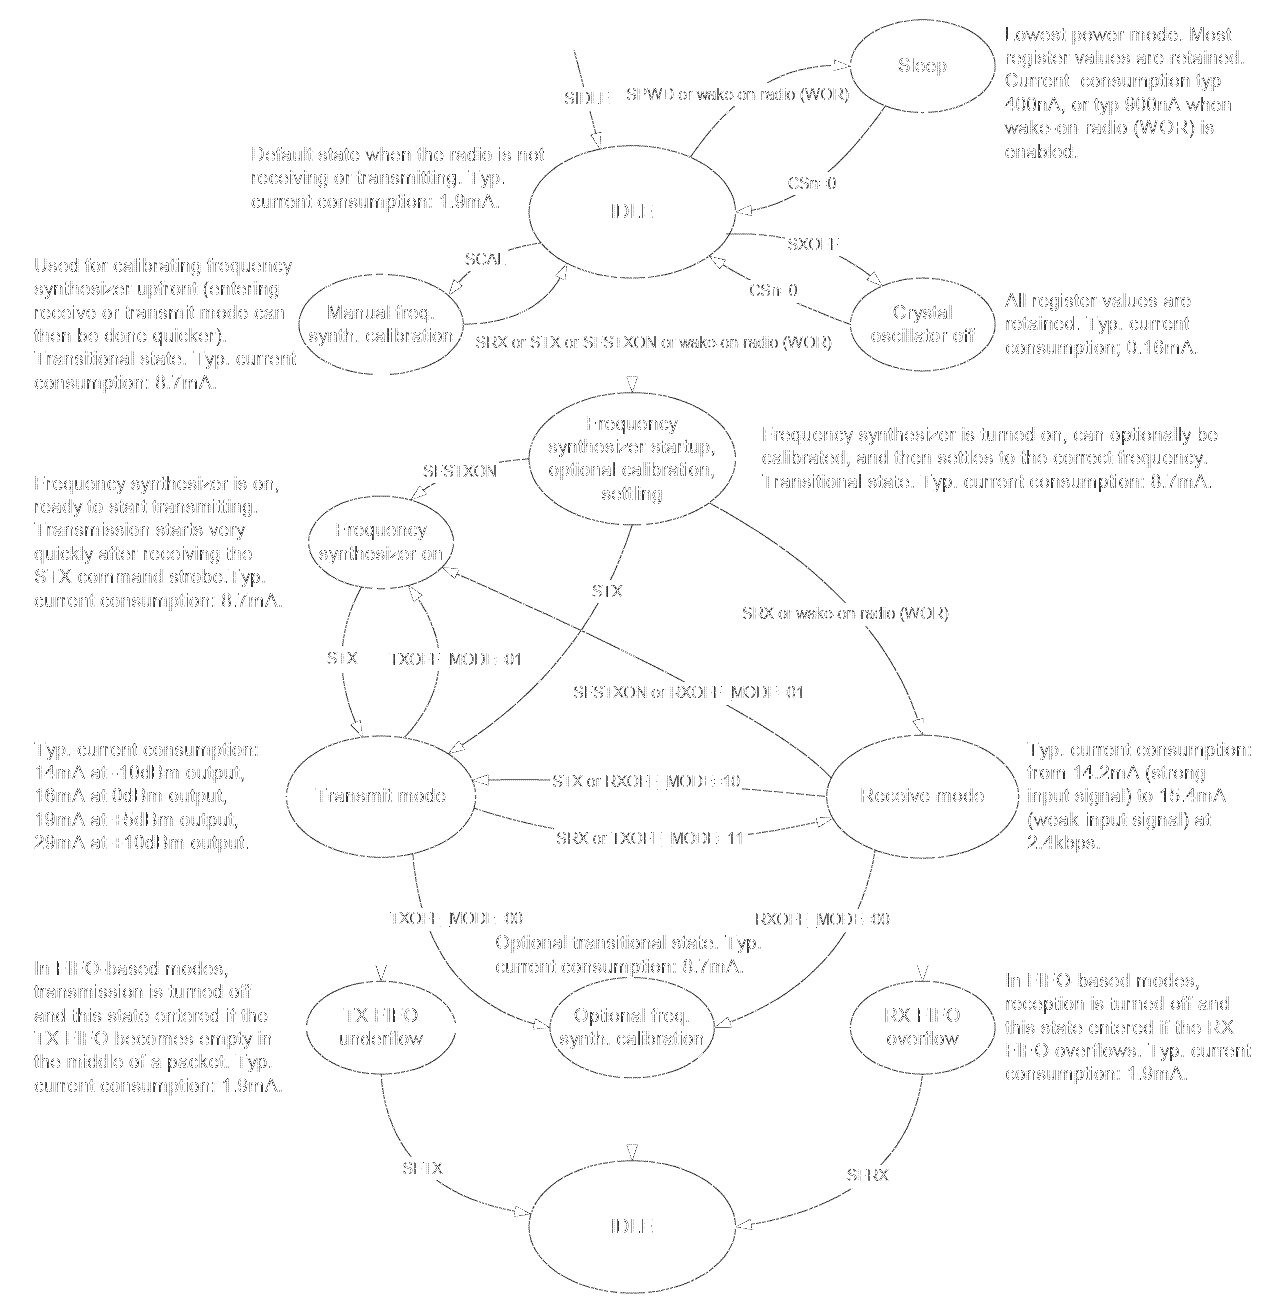 Sleep
Lowest power mode. Most
register values are retained.
Current consumption typ
400nA, or typ 900nA when
wake-on-radio (WOR) is
enabled.
SIDLE
SPWD or wake-on-radio (WOR)
Default state when the radio is not
receiving or transmitting. Typ.
current consumption: 1.9mA.
CSn=0
IDLE
SXOFF
SCAL
CSn=0
Used for calibrating frequency
synthesizer upfront (entering
receive or transmit mode can
then be done quicker).
Transitional state. Typ. current
consumption: 8.7mA.
Manual freq.
synth. calibration
SRX or STX or SFSTXON or wake-on-radio (WOR)
Crystal
oscillator off
All register values are
retained. Typ. current
consumption; 0.16mA.
Frequency
synthesizer startup,
optional calibration,
settling
Frequency synthesizer is turned on, can optionally be
calibrated, and then settles to the correct frequency.
Transitional state. Typ. current consumption: 8.7mA.
SFSTXON
Frequency synthesizer is on,
ready to start transmitting.
Transmission starts very
quickly after receiving the
STX command strobe.Typ.
current consumption: 8.7mA.
Frequency
synthesizer on
STX
SRX or wake-on-radio (WOR)
STX
TXOFF_MODE=01
SFSTXON or RXOFF_MODE=01
Typ. current consumption:
14mA at -10dBm output,
16mA at 0dBm output,
19mA at +5dBm output,
29mA at +10dBm output.
Transmit mode
STX or RXOFF_MODE=10
Receive mode
SRX or TXOFF_MODE=11
Typ. current consumption:
from 14.2mA (strong
input signal) to 15.4mA
(weak input signal) at
2.4kbps.
TXOFF_MODE=00
RXOFF_MODE=00
Optional transitional state. Typ.
current consumption: 8.7mA.
In FIFO-based modes,
transmission is turned off
and this state entered if the
TX FIFO becomes empty in
the middle of a packet. Typ.
current consumption: 1.9mA.
TX FIFO
underflow
Optional freq.
synth. calibration
RX FIFO
overflow
In FIFO-based modes,
reception is turned off and
this state entered if the RX
FIFO overflows. Typ. current
consumption: 1.9mA.
SFTX
SFRX
IDLE